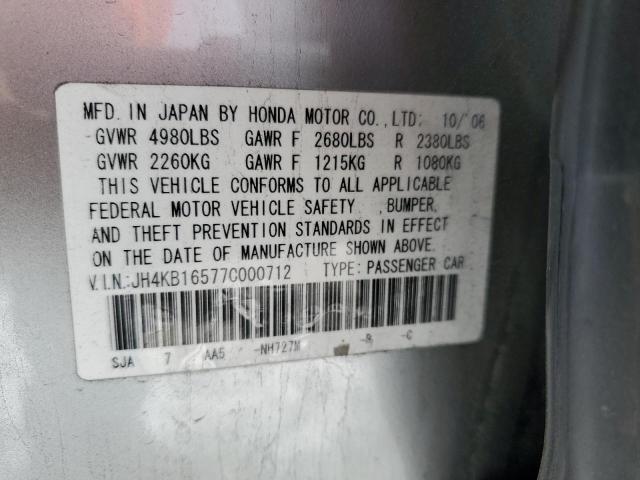 MFD. IN JAPAN BY HONDA MOTOR CO.,LTD: 10/'06
GVWR 4980LBS GAWR F 2680LBS R 2380LBS
GVWR 2260KG GAWR F 1215KG R 1080KG
THIS VEHICLE CONFORMS TO ALL APPLICABLE
FEDERAL MOTOR VEHICLE SAFETY ,BUMPER,
AND THEFT PREVENTION STANDARDS IN EFFECT
ON THE DATE OF MANUFACTURE SHOWN ABOVE.
V.I.N.:JH4KB16577C000712 TYPE: PASSENGER CAR
SJA 7 AA5 -NH727M -B -C